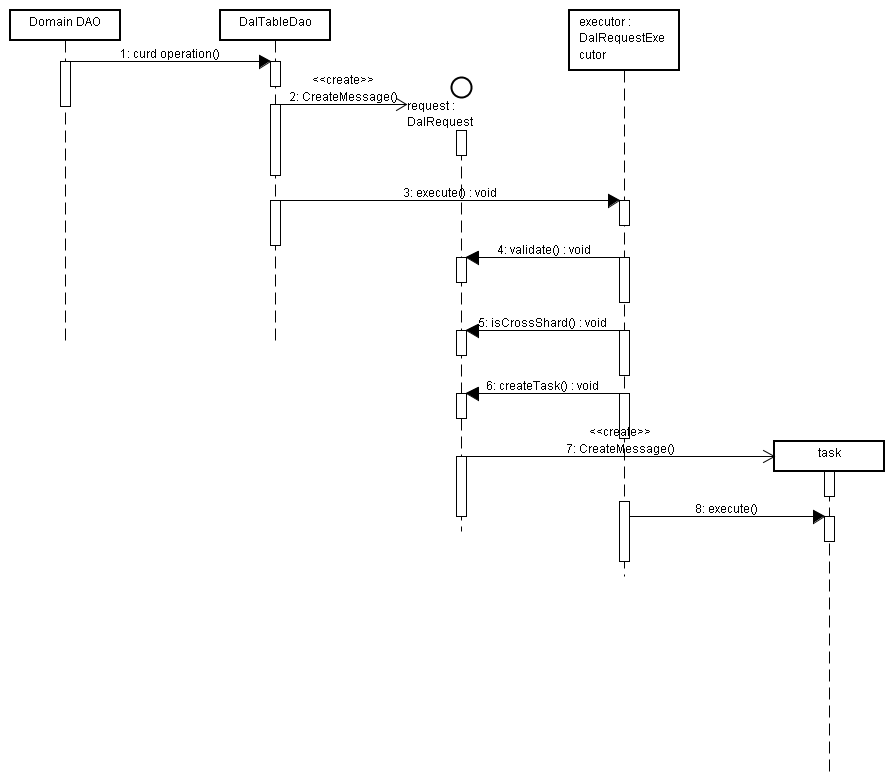 Domain DAO
DalTableDao
executor :
DalRequestExe
cutor
1: curd operation()
<<create>>
2: CreateMessage()
request :
DalRequest
3: execute() : void
4: validate() : void
5: isCrossShard() : void
6: createTask() : void
<<create>>
7: CreateMessage()
task
8: execute()